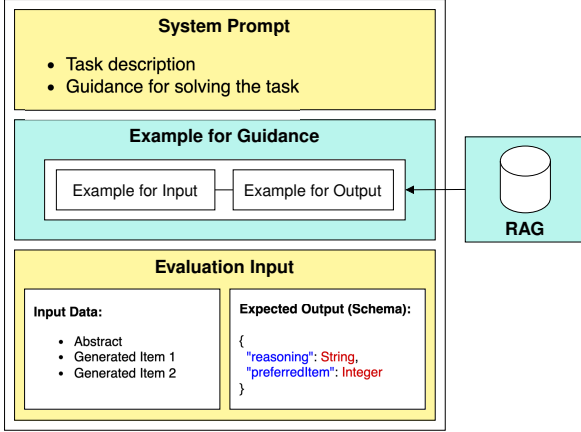 System Prompt
• Task description
• Guidance for solving the task
Example for Guidance
Example for Input
Example for Output
RAG
Evaluation Input
Input Data:
• Abstract
• Generated Item 1
• Generated Item 2
Expected Output (Schema):
{
"reasoning": String,
"preferredItem": Integer
}